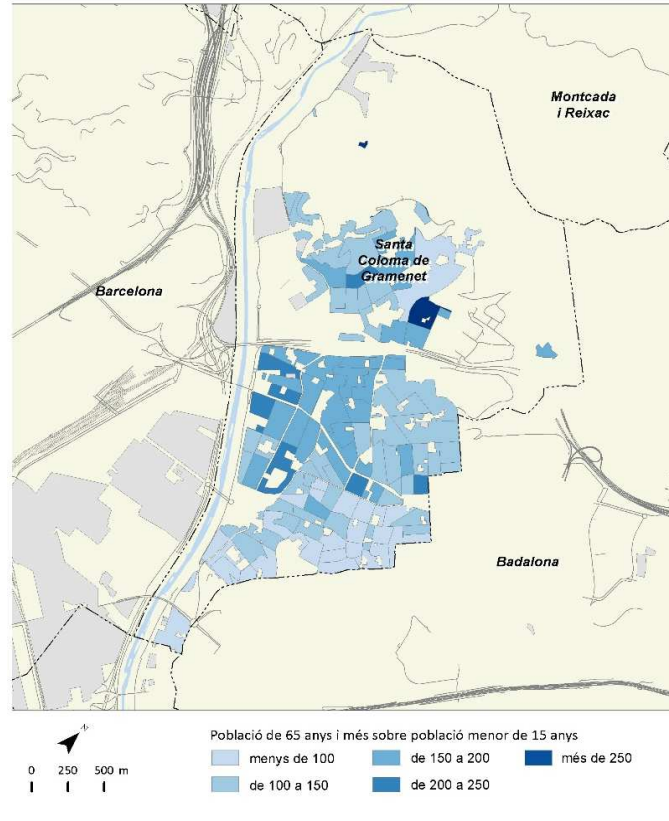 Montcada
i Reixac
Santa
Coloma de
Gramenet
Barcelona
Badalona
N
Població de 65 anys i més sobre població menor de 15 anys
menys de 100
de 150 a 200
més de 250
de 100 a 150
de 200 a 250
0 250 500 m